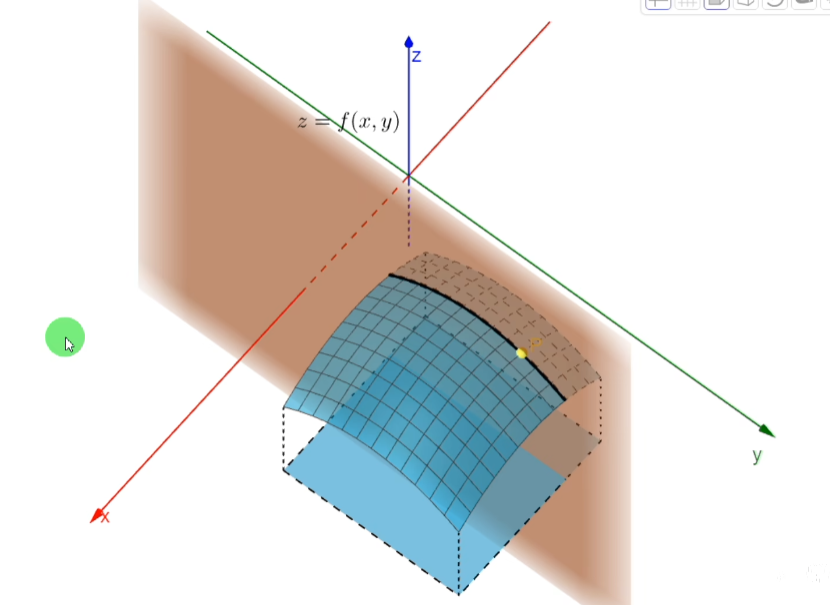 z
z = f(x, y)
y
x